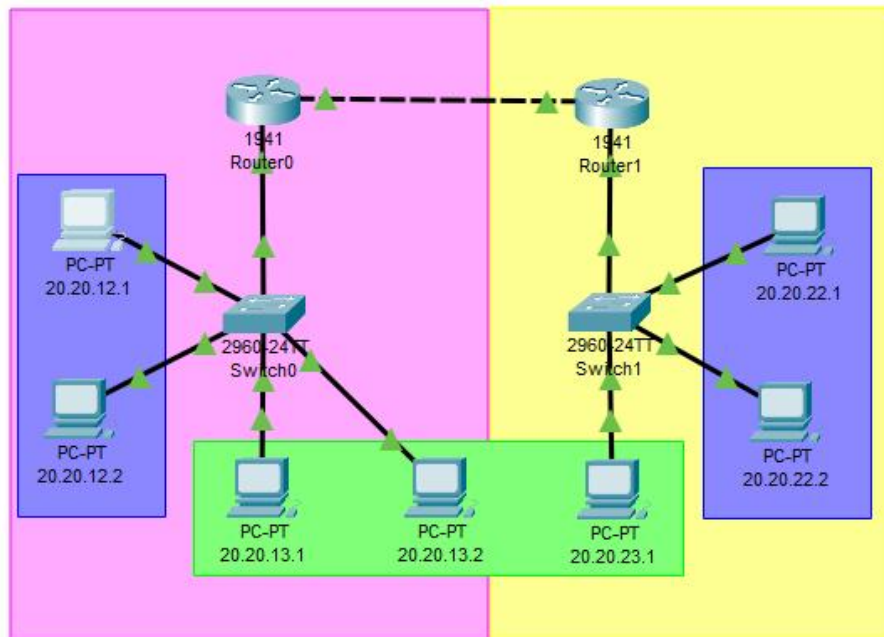 1941
Router0
1941
Router1
PC-PT
20.20.12.1
PC-PT
20.20.22.1
2960-24TT
Switch0
2960-24TT
Switch1
PC-PT
20.20.12.2
PC-PT
20.20.22.2
PC-PT
20.20.13.1
PC-PT
20.20.13.2
PC-PT
20.20.23.1